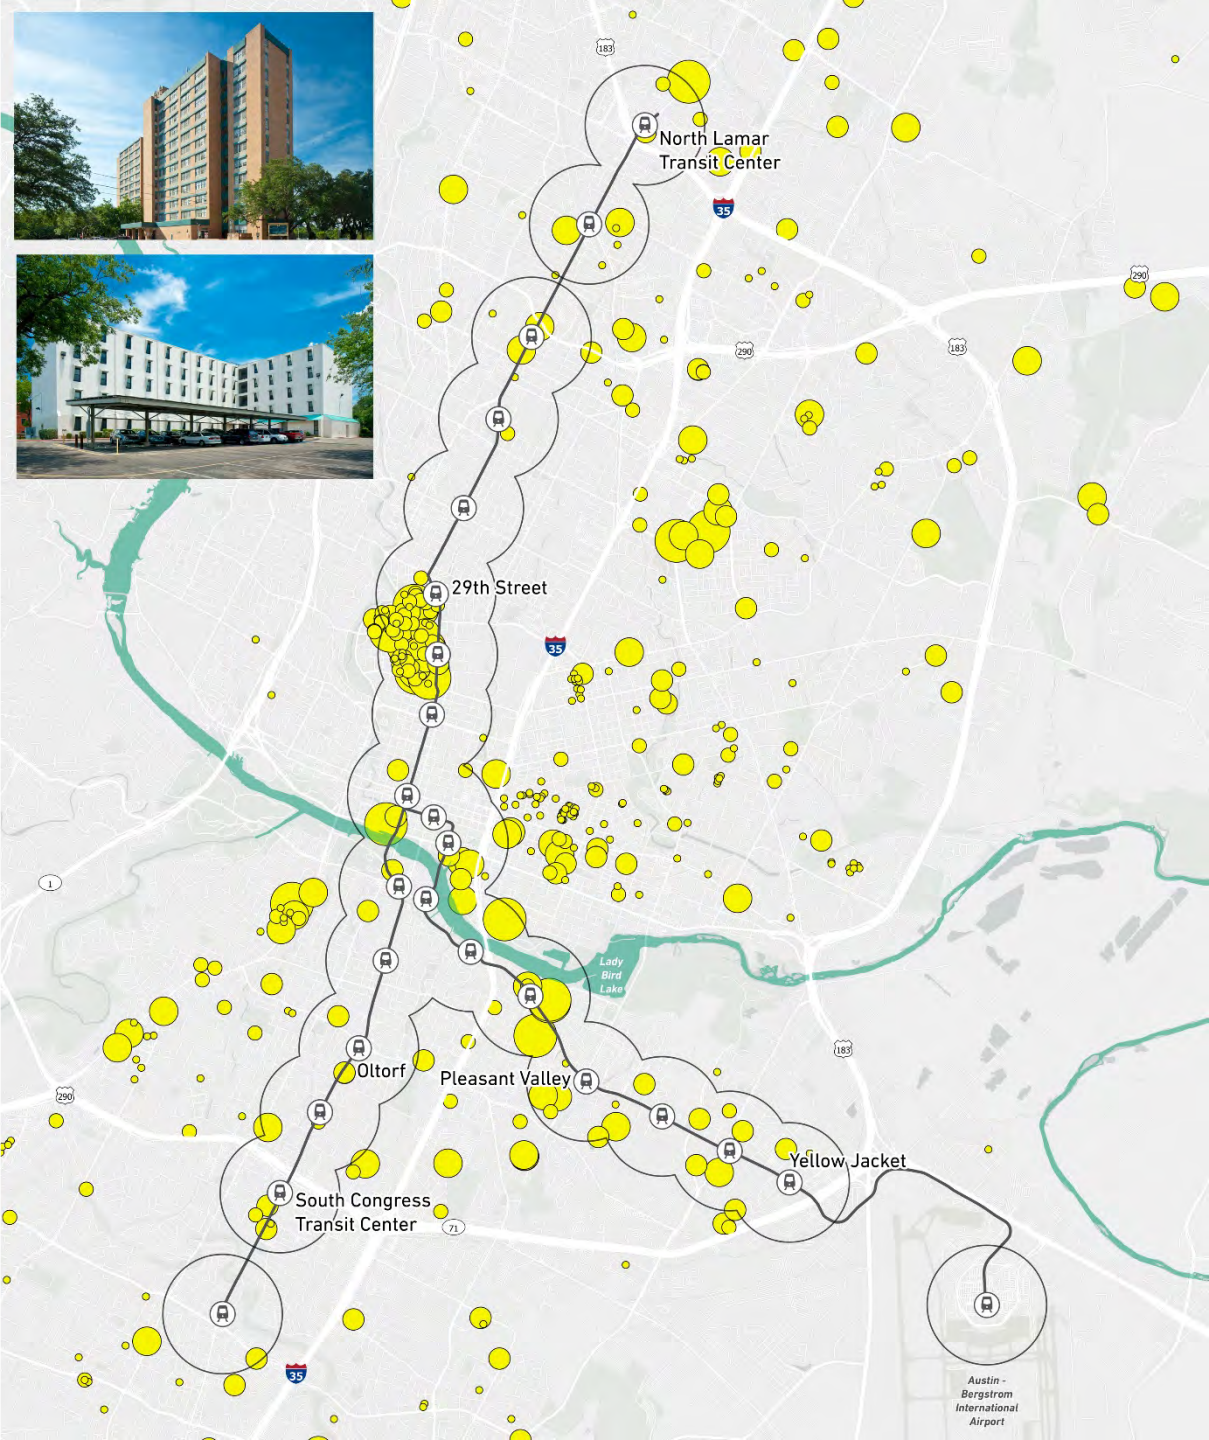 183
North Lamar
Transit Center
35
290
290
183
29th Street
35
1
Lady
Bird
Lake
183
Oltorf
Pleasant Valley
290
Yellow Jacket
South Congress
Transit Center
71
35
Austin -
Bergstrom
International
Airport